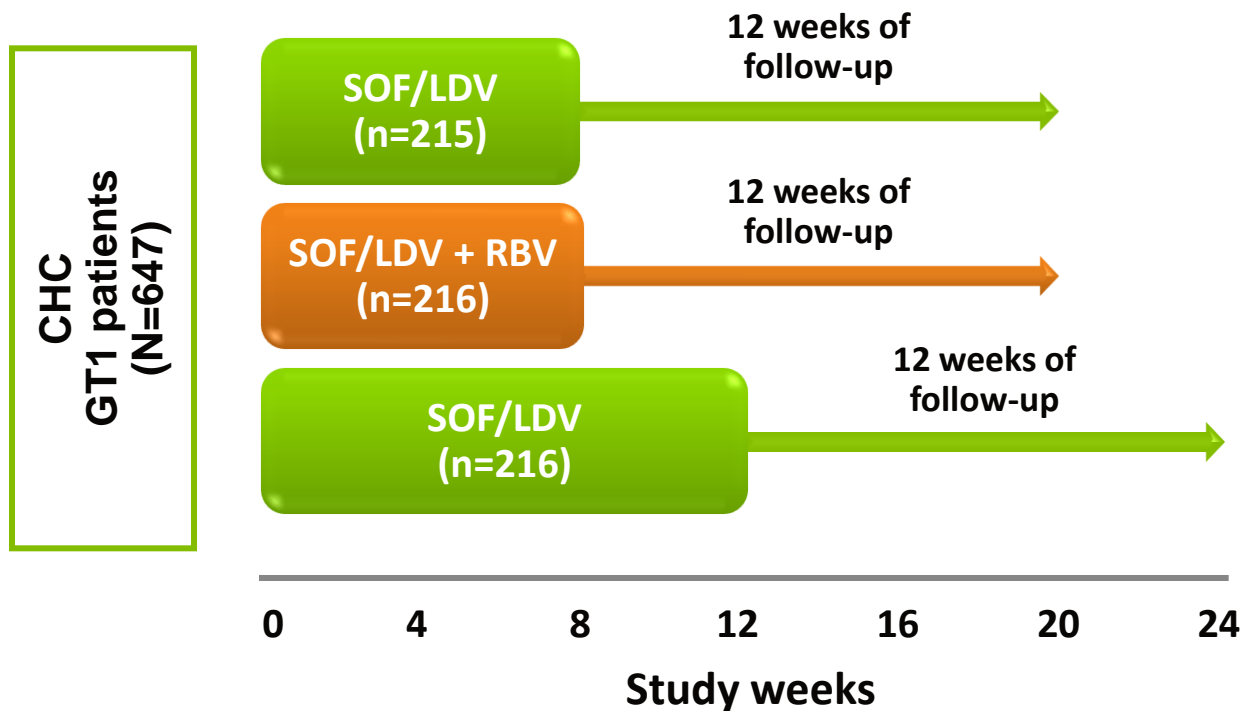 CHC
GT1 patients
(N=647)
SOF/LDV
(n=215)
12 weeks of
follow-up
SOF/LDV + RBV
(n=216)
12 weeks of
follow-up
SOF/LDV
(n=216)
12 weeks of
follow-up
0 4 8 12 16 20 24
Study weeks